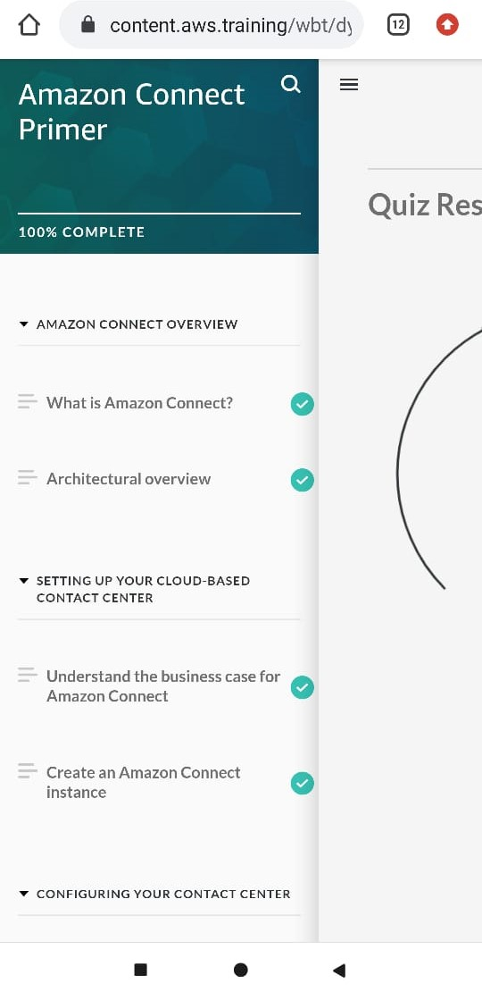 content.aws.training/wbt/dy
12
Amazon Connect
Primer
100% COMPLETE
Quiz Res
AMAZON CONNECT OVERVIEW
What is Amazon Connect?
Architectural overview
SETTING UP YOUR CLOUD-BASED
CONTACT CENTER
Understand the business case for
Amazon Connect
Create an Amazon Connect
instance
CONFIGURING YOUR CONTACT CENTER